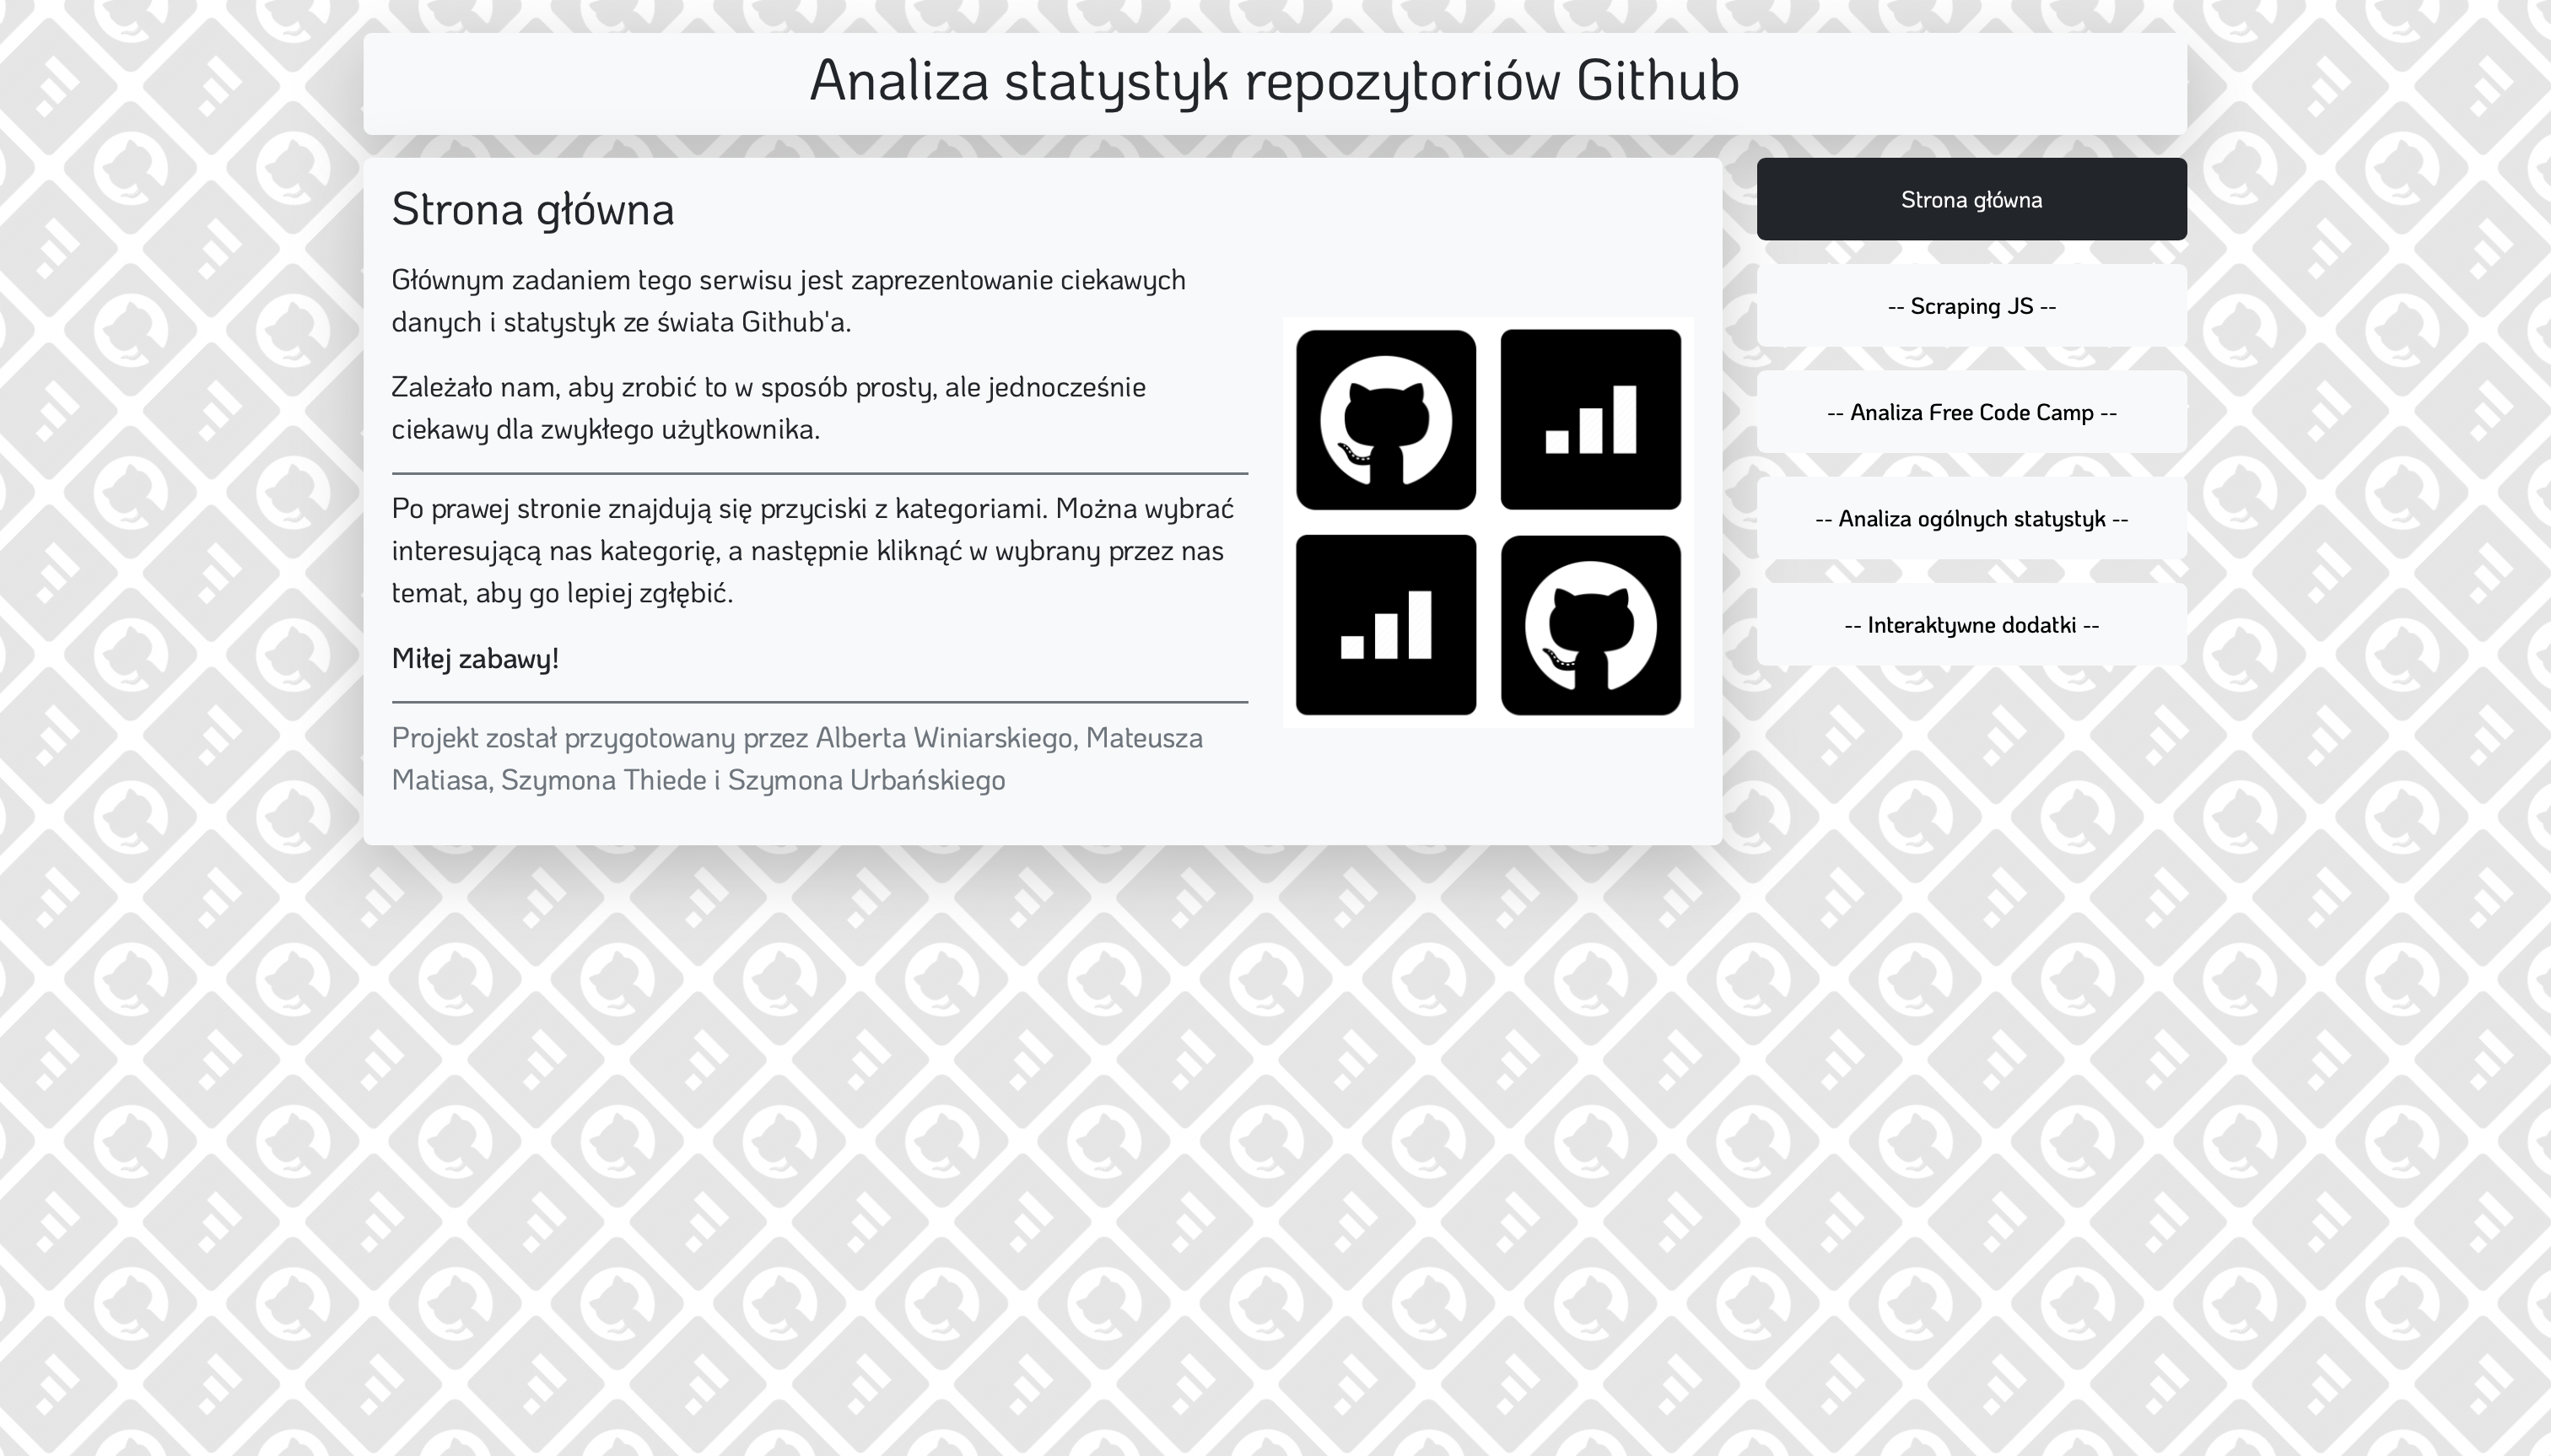 Analiza statystyk repozytoriów Github
Strona główna
Głównym zadaniem tego serwisu jest zaprezentowanie ciekawych
danych i statystyk ze świata Github'a.
Zależało nam, aby zrobić to w sposób prosty, ale jednocześnie
ciekawy dla zwykłego użytkownika.
Po prawej stronie znajdują się przyciski z kategoriami. Można wybrać
interesującą nas kategorię, a następnie kliknąć w wybrany przez nas
temat, aby go lepiej zgłębić.
Miłej zabawy!
Projekt został przygotowany przez Alberta Winiarskiego, Mateusza
Matiasa, Szymona Thiede i Szymona Urbańskiego
Strona główna
-- Scraping JS --
-- Analiza Free Code Camp --
-- Analiza ogólnych statystyk --
-- Interaktywne dodatki --